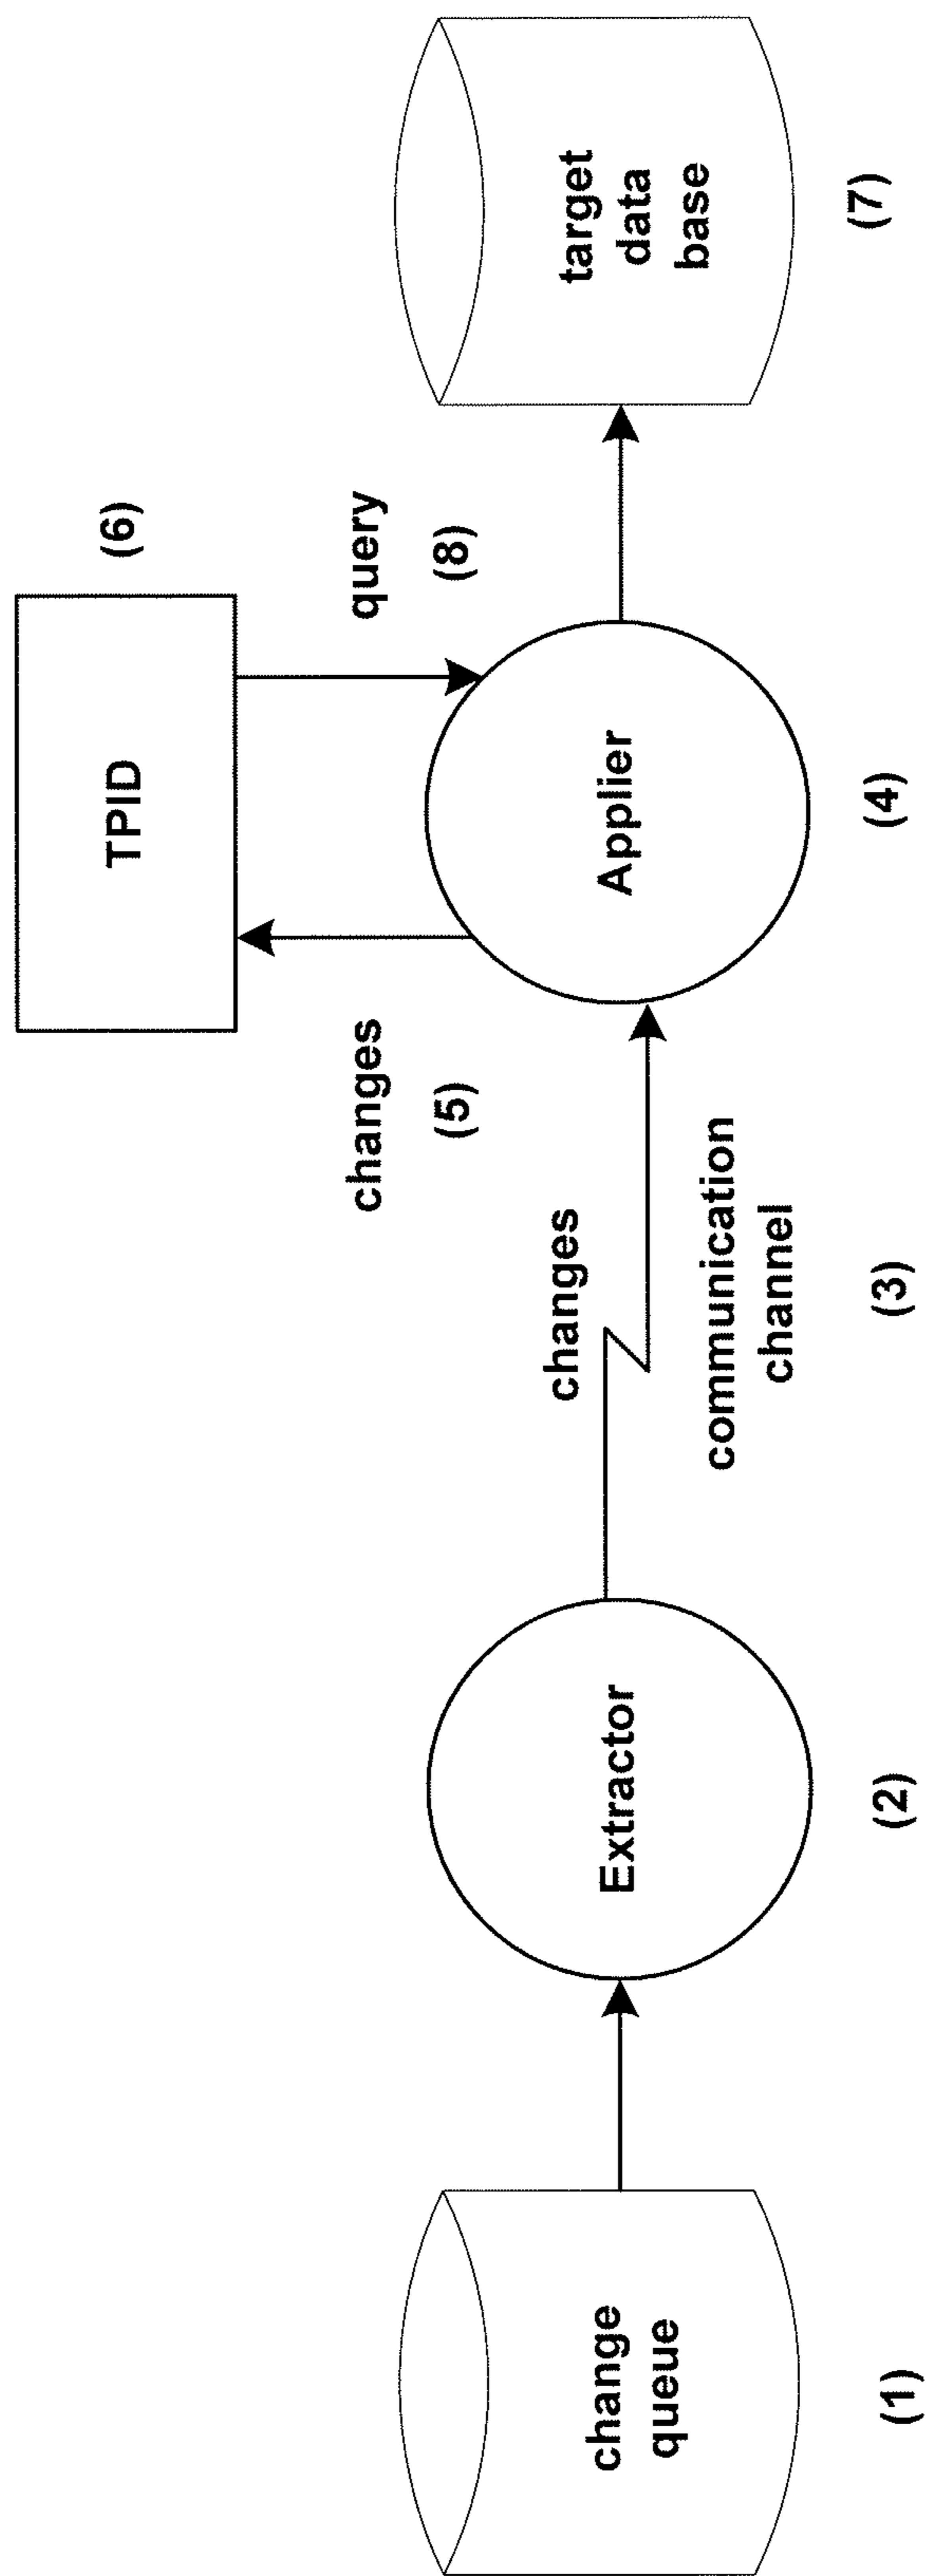 TPID
(6)
changes
(5)
query
(8)
change
queue
(1)
Extractor
(2)
changes
communication
channel
(3)
Applier
(4)
target
data
base
(7)